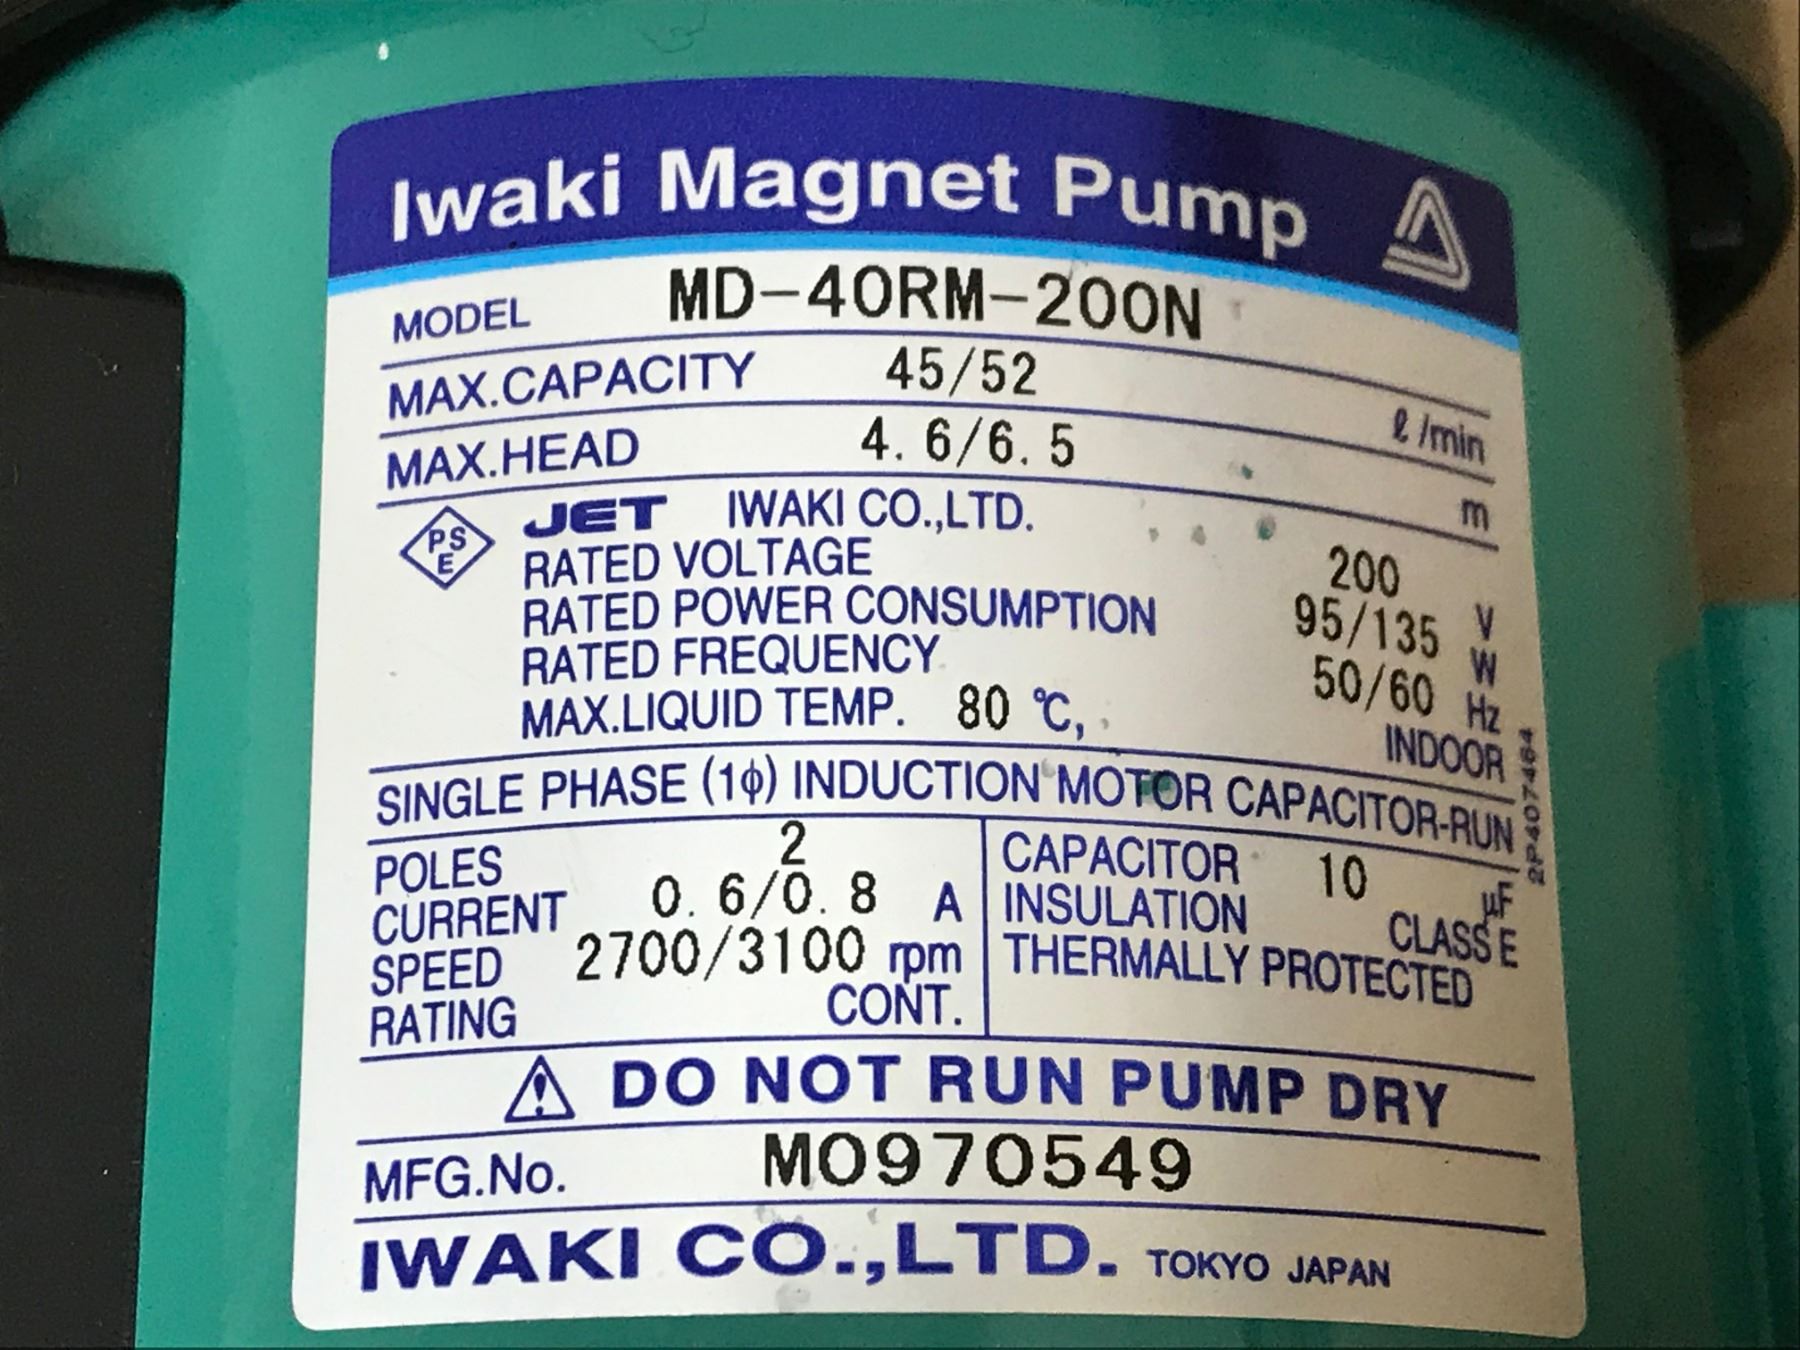 Iwaki Magnet Pump
MODEL MD-40RM-200N
MAX.CAPACITY 45/52 ℓ/min
MAX.HEAD 4.6/6.5 m
PSE JET IWAKI CO.,LTD.
RATED VOLTAGE 200 V
RATED POWER CONSUMPTION 95/135 W
RATED FREQUENCY 50/60 Hz
MAX.LIQUID TEMP. 80 ℃, INDOOR
SINGLE PHASE (1ϕ) INDUCTION MOTOR CAPACITOR-RUN
POLES 2
CURRENT 0.6/0.8 A
SPEED 2700/3100 rpm
RATING CONT.
CAPACITOR 10 µF
INSULATION CLASS E
THERMALLY PROTECTED
2P407464
DO NOT RUN PUMP DRY
MFG.No. M0970549
IWAKI CO.,LTD. TOKYO JAPAN